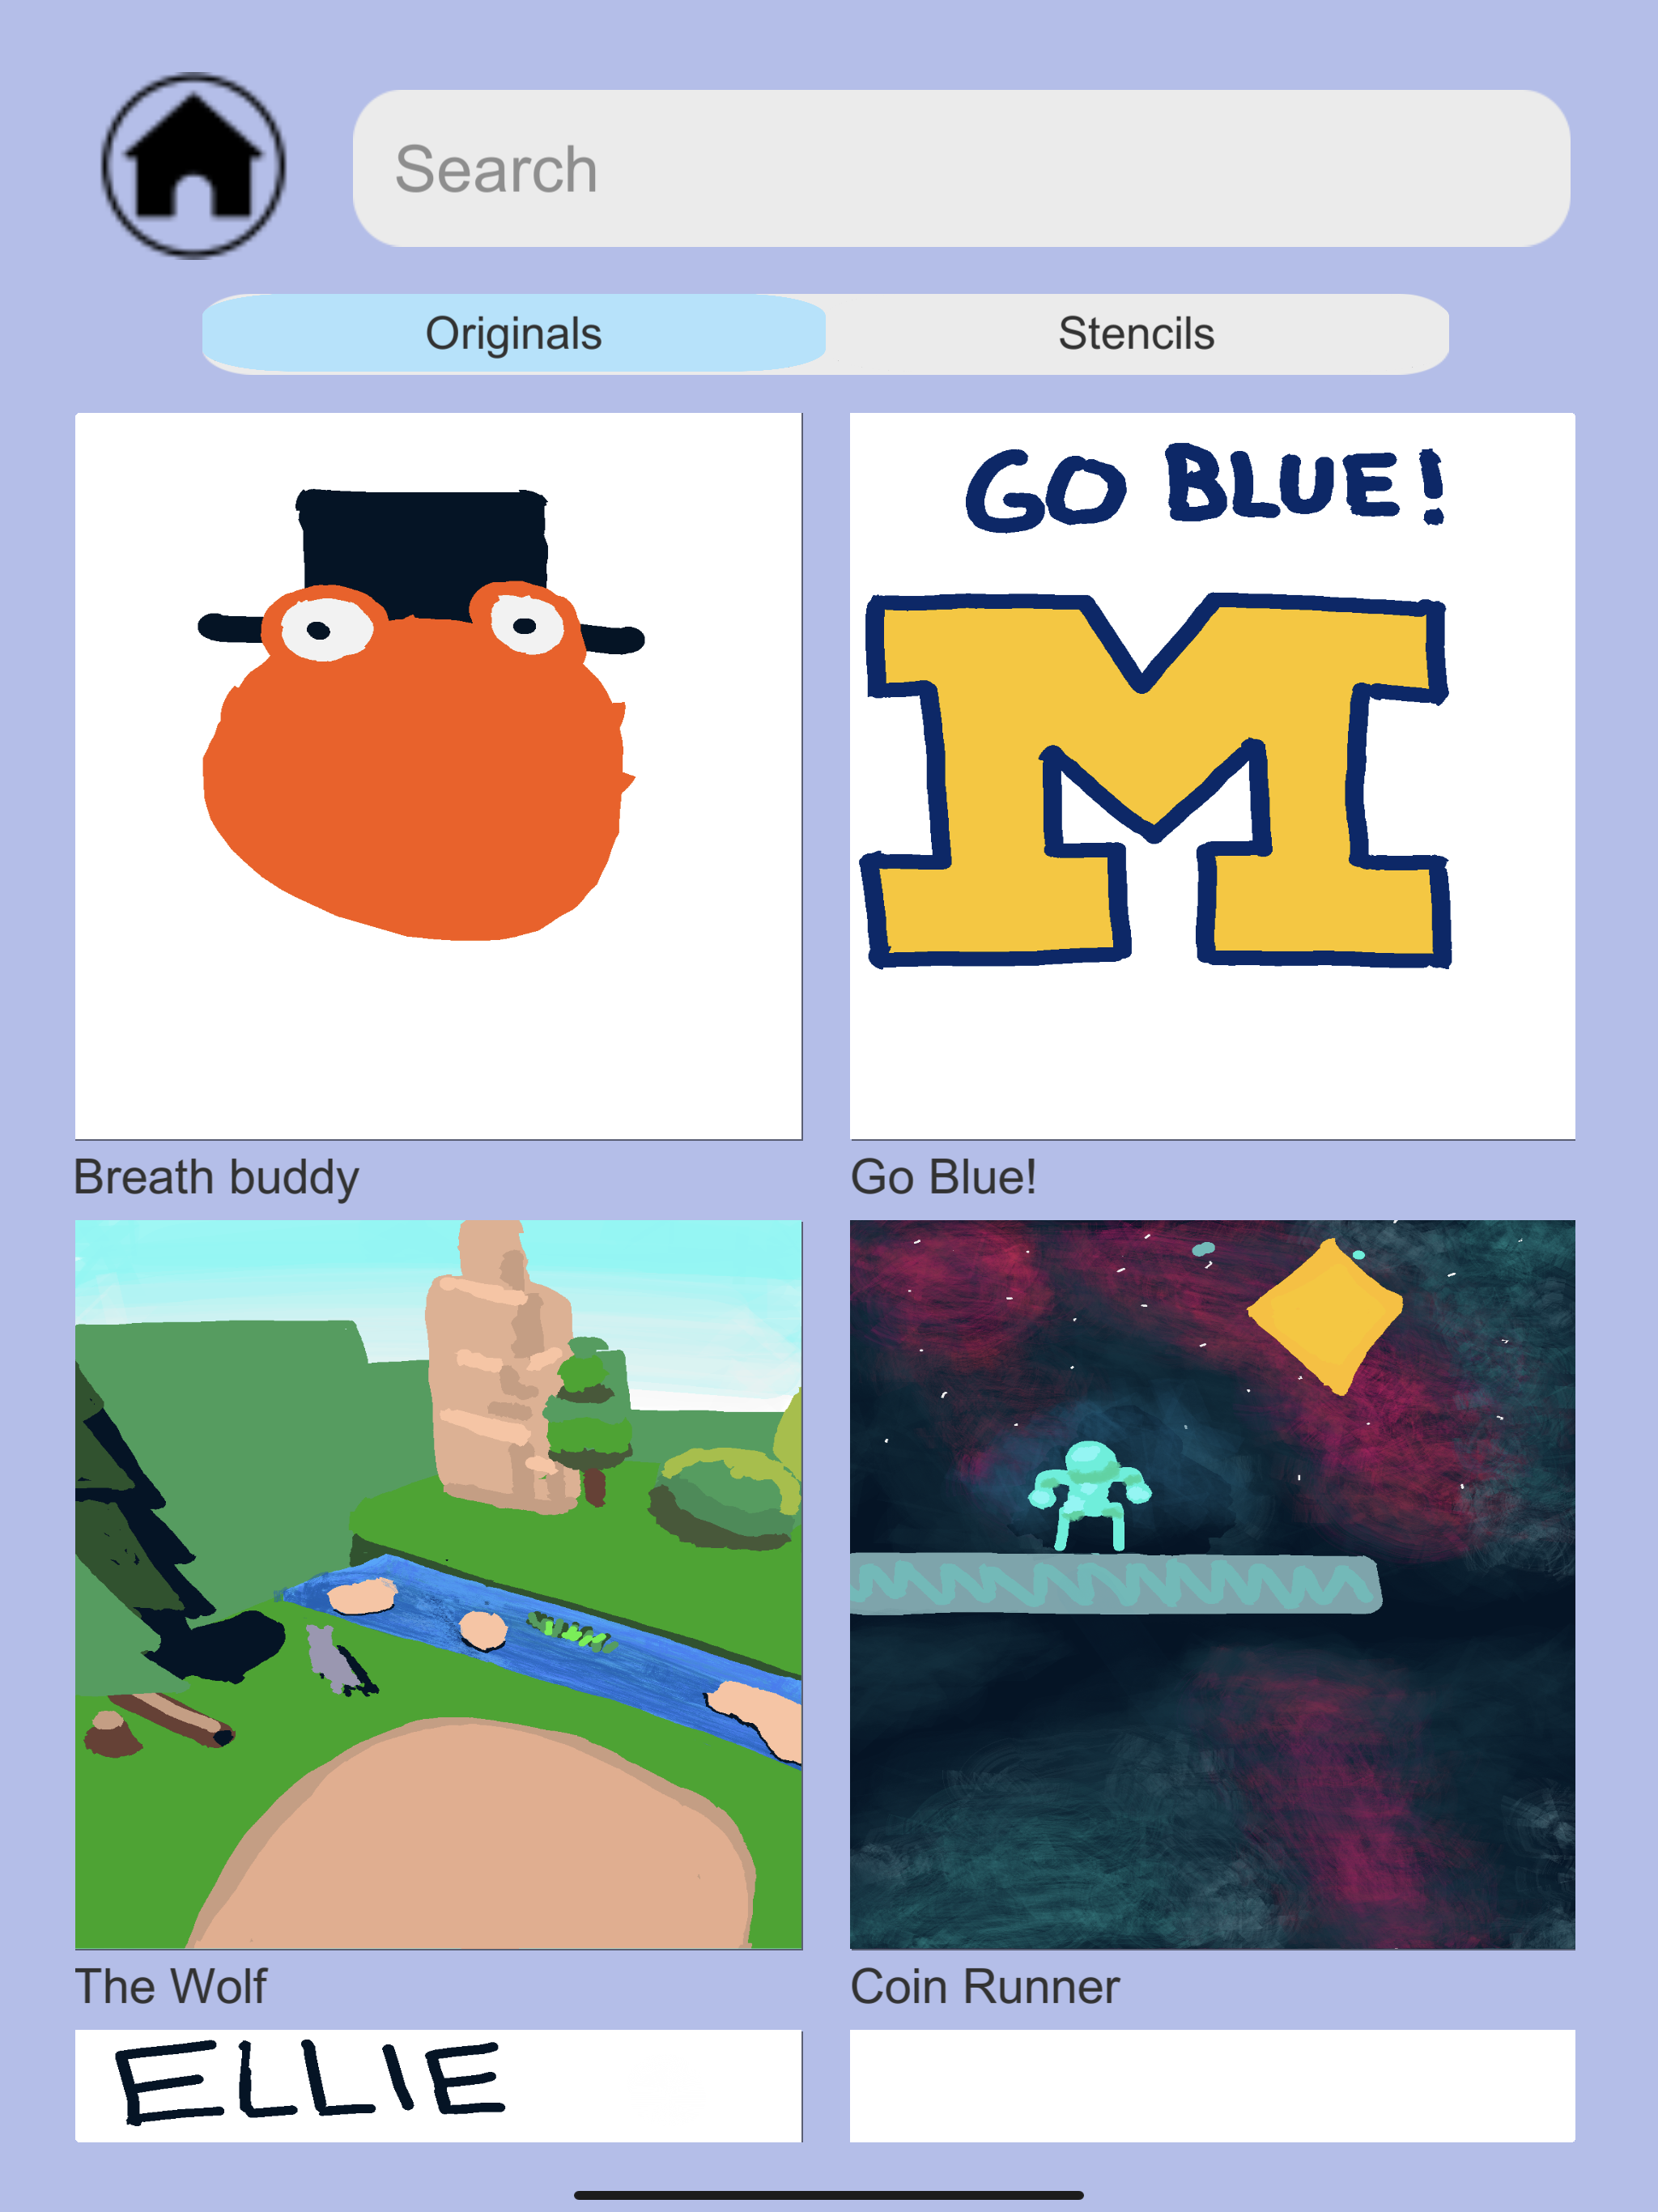 Search
Originals Stencils
GO BLUE!
M
Breath buddy Go Blue!
The Wolf Coin Runner
ELLIE